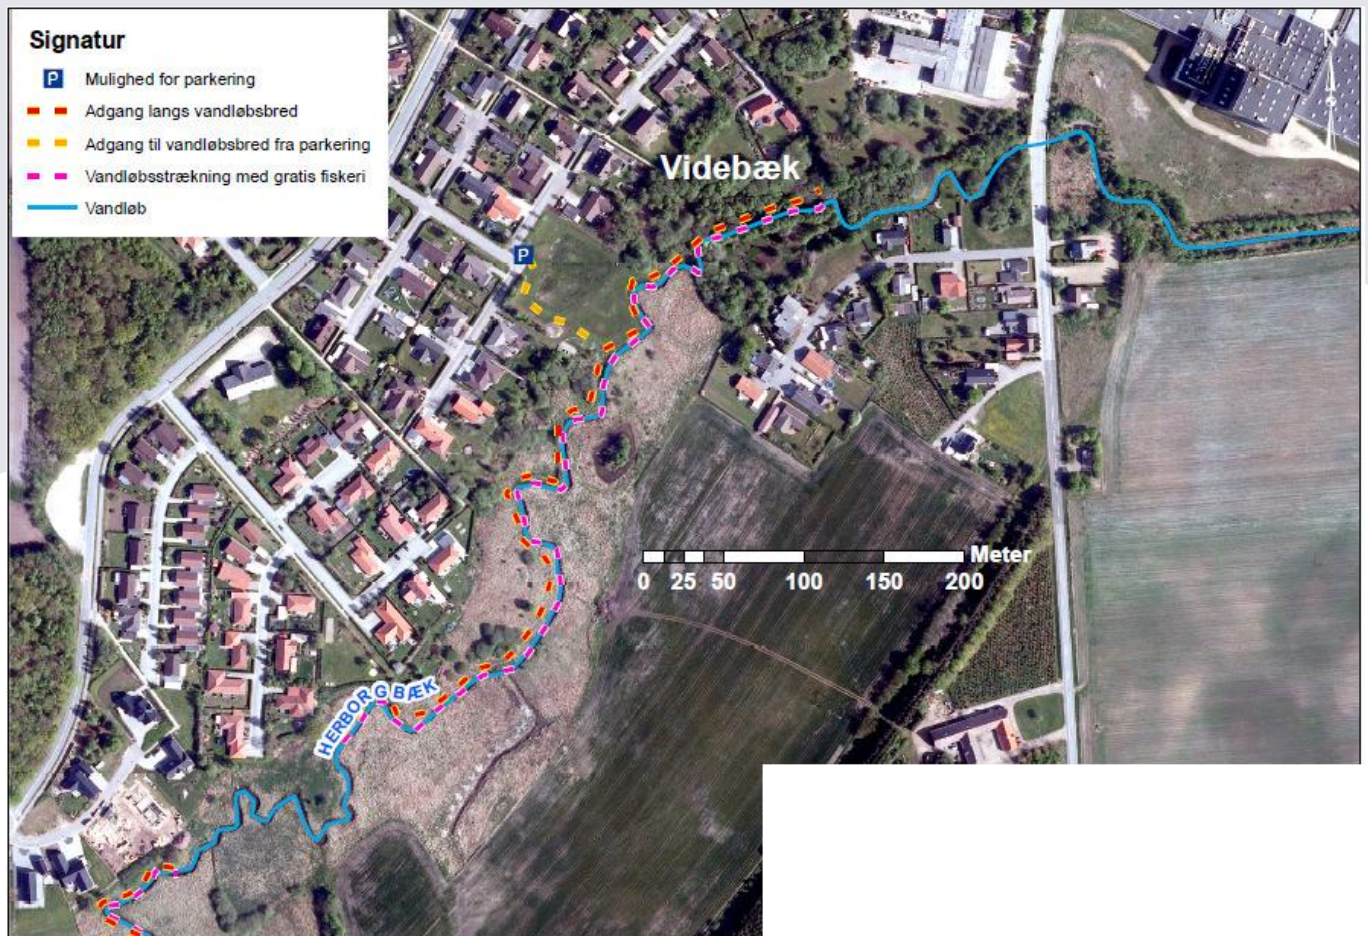 Signatur
P Mulighed for parkering
Adgang langs vandløbsbred
Adgang til vandløbsbred fra parkering
Vandløbsstrækning med gratis fiskeri
Vandløb
Videbæk
P
Meter
0 25 50 100 150 200
HERBORG BÆK